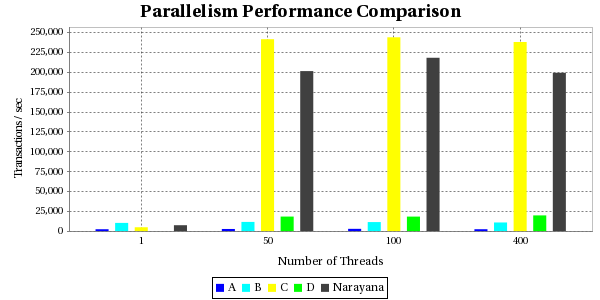 Parallelism Performance Comparison
250,000
225,000
200,000
175,000
150,000
125,000
100,000
75,000
50,000
25,000
0
Transactions / sec
1 50 100 400
Number of Threads
A B C D Narayana